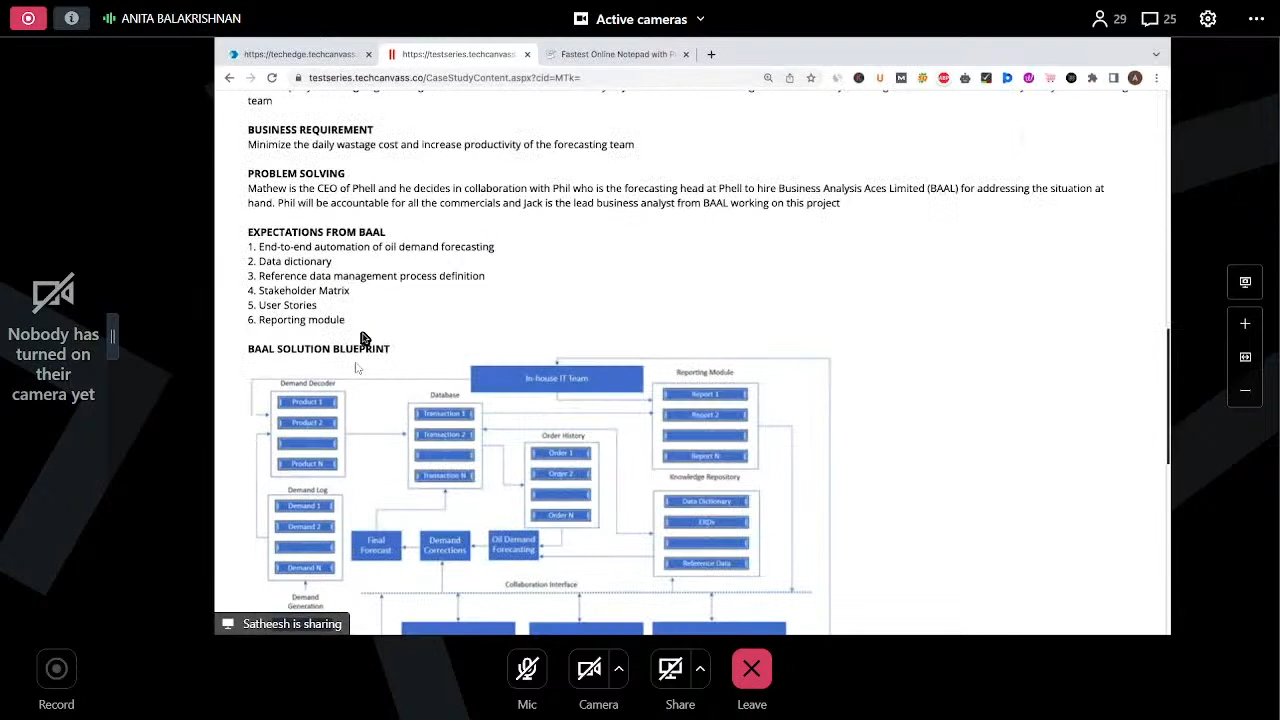 ANITA BALAKRISHNAN
Active cameras
29
25
https://techedge.techcanvass.
https://testseries.techcanvass.co
Fastest Online Notepad with
testseries.techcanvass.co/CaseStudyContent.aspx?cid=MTk=
team
BUSINESS REQUIREMENT
Minimize the daily wastage cost and increase productivity of the forecasting team
PROBLEM SOLVING
Mathew is the CEO of Phell and he decides in collaboration with Phil who is the forecasting head at Phell to hire Business Analysis Aces Limited (BAAL) for addressing the situation at
hand. Phil will be accountable for all the commercials and Jack is the lead business analyst from BAAL working on this project
EXPECTATIONS FROM BAAL
1. End-to-end automation of oil demand forecasting
2. Data dictionary
3. Reference data management process definition
4. Stakeholder Matrix
5. User Stories
6. Reporting module
BAAL SOLUTION BLUEPRINT
In-house IT Team
Reporting Module
Report 1
Report 2
Report N
Demand Decoder
Product 1
Product 2
Product N
Database
Transaction 1
Transaction 2
Transaction N
Order History
Order 1
Order 2
Order N
Knowledge Repository
Data Dictionary
ERDs
Reference Data
Demand Log
Demand 1
Demand 2
Demand N
Final
Forecast
Demand
Corrections
Oil Demand
Forecasting
Collaboration Interface
Demand
Generation
Nobody has
turned on
their
camera yet
Satheesh is sharing
Record
Mic
Camera
Share
Leave